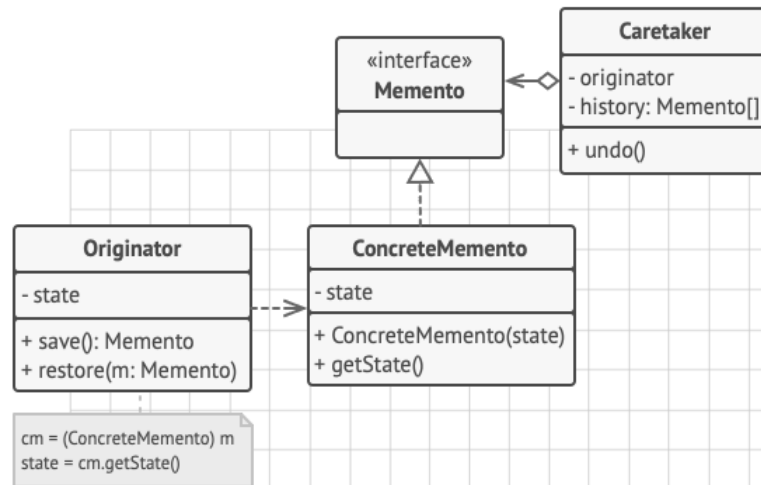 «interface»
Memento
Caretaker
- originator
- history: Memento[]
+ undo()
Originator
- state
+ save(): Memento
+ restore(m: Memento)
ConcreteMemento
- state
+ ConcreteMemento(state)
+ getState()
cm = (ConcreteMemento) m
state = cm.getState()